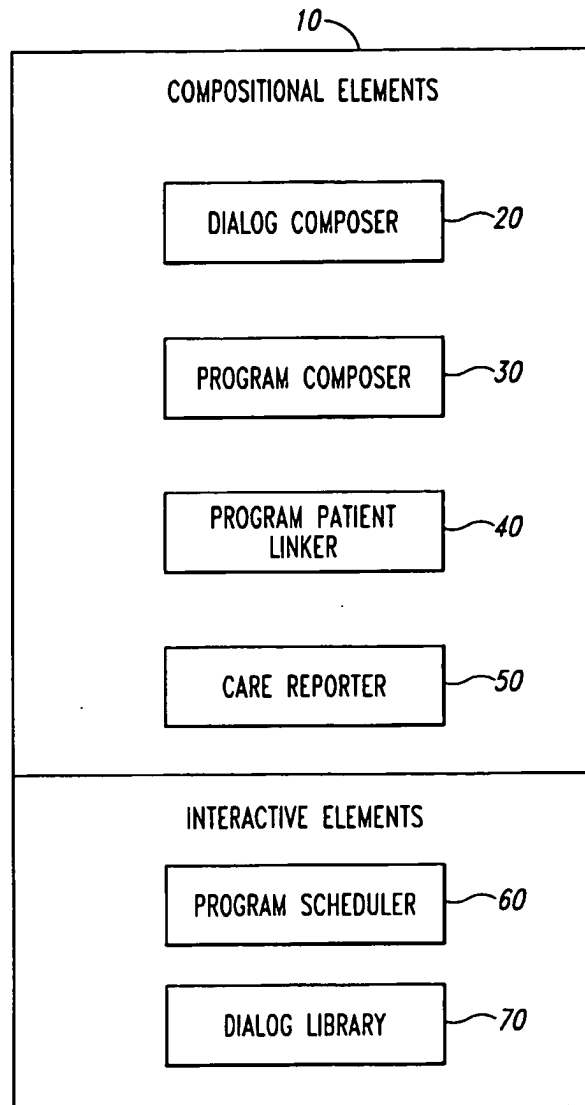 10
COMPOSITIONAL ELEMENTS
DIALOG COMPOSER 20
PROGRAM COMPOSER 30
PROGRAM PATIENT
LINKER 40
CARE REPORTER 50
INTERACTIVE ELEMENTS
PROGRAM SCHEDULER 60
DIALOG LIBRARY 70